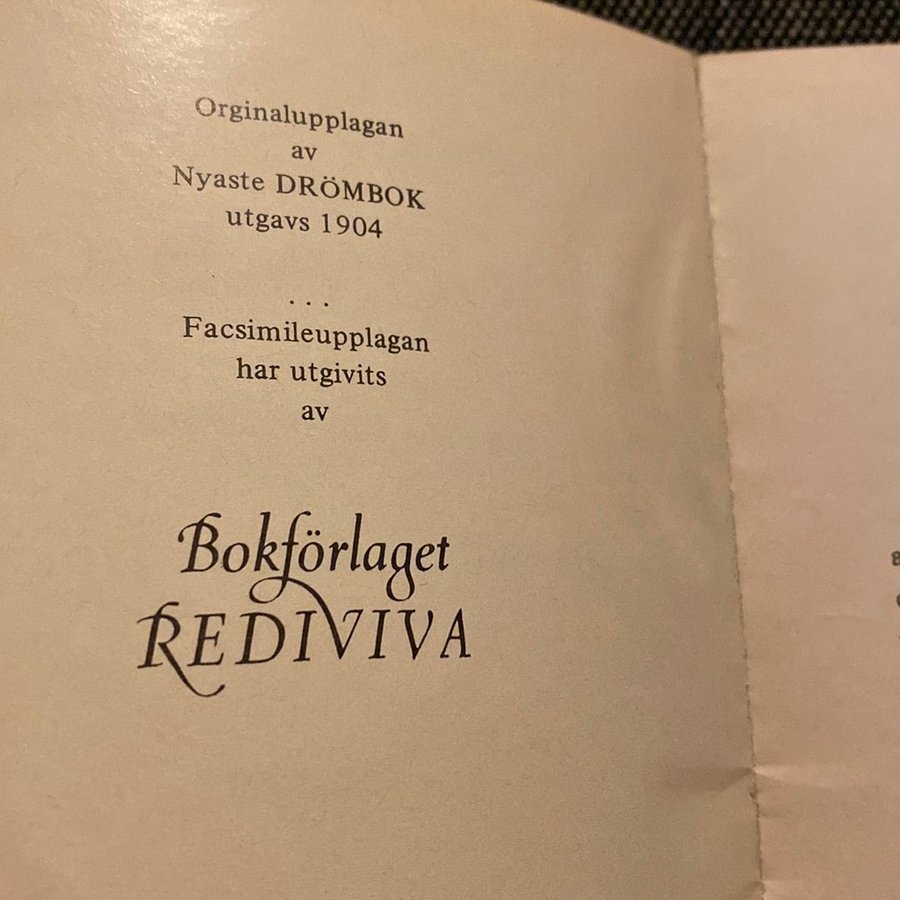 Orginalupplagan
av
Nyaste DRÖMBOK
utgavs 1904
...
Facsimileupplagan
har utgivits
av
Bokförlaget
REDIVIVA